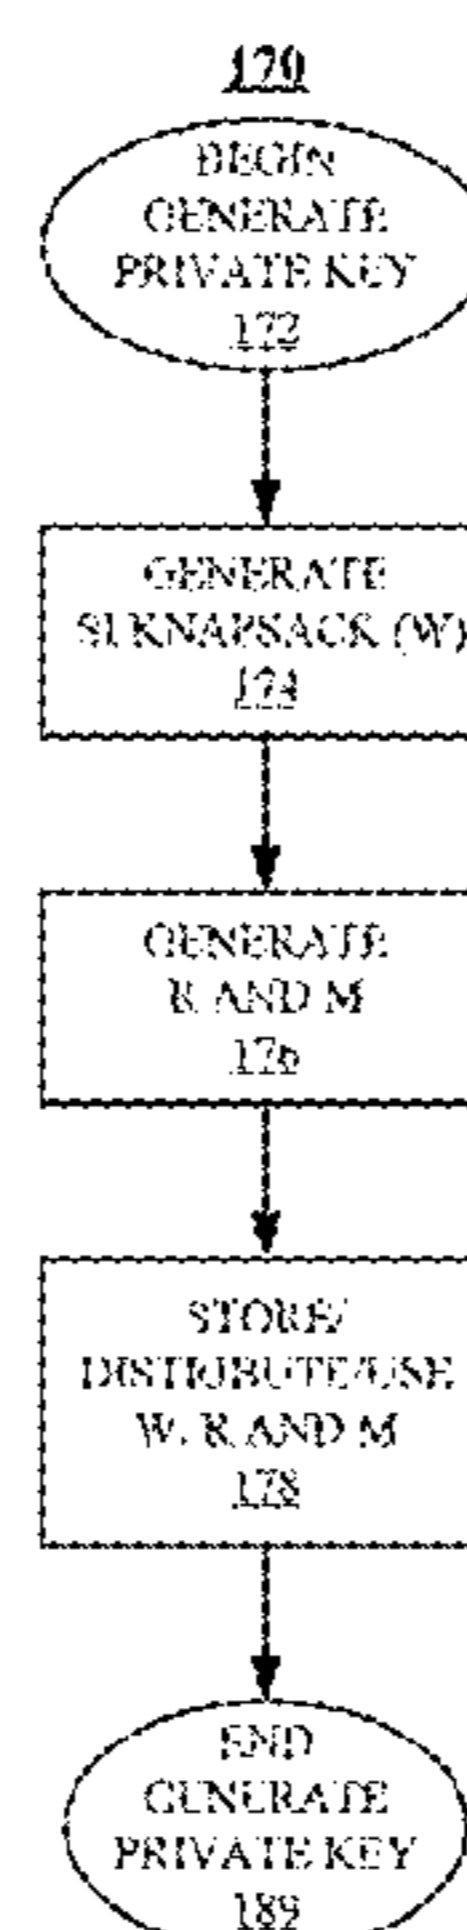 170
BEGIN
GENERATE
PRIVATE KEY
172
GENERATE
SI KNAPSACK (W)
174
GENERATE
R AND M
176
STORE/
DISTRIBUTE/USE
W, R AND M
178
END
GENERATE
PRIVATE KEY
189